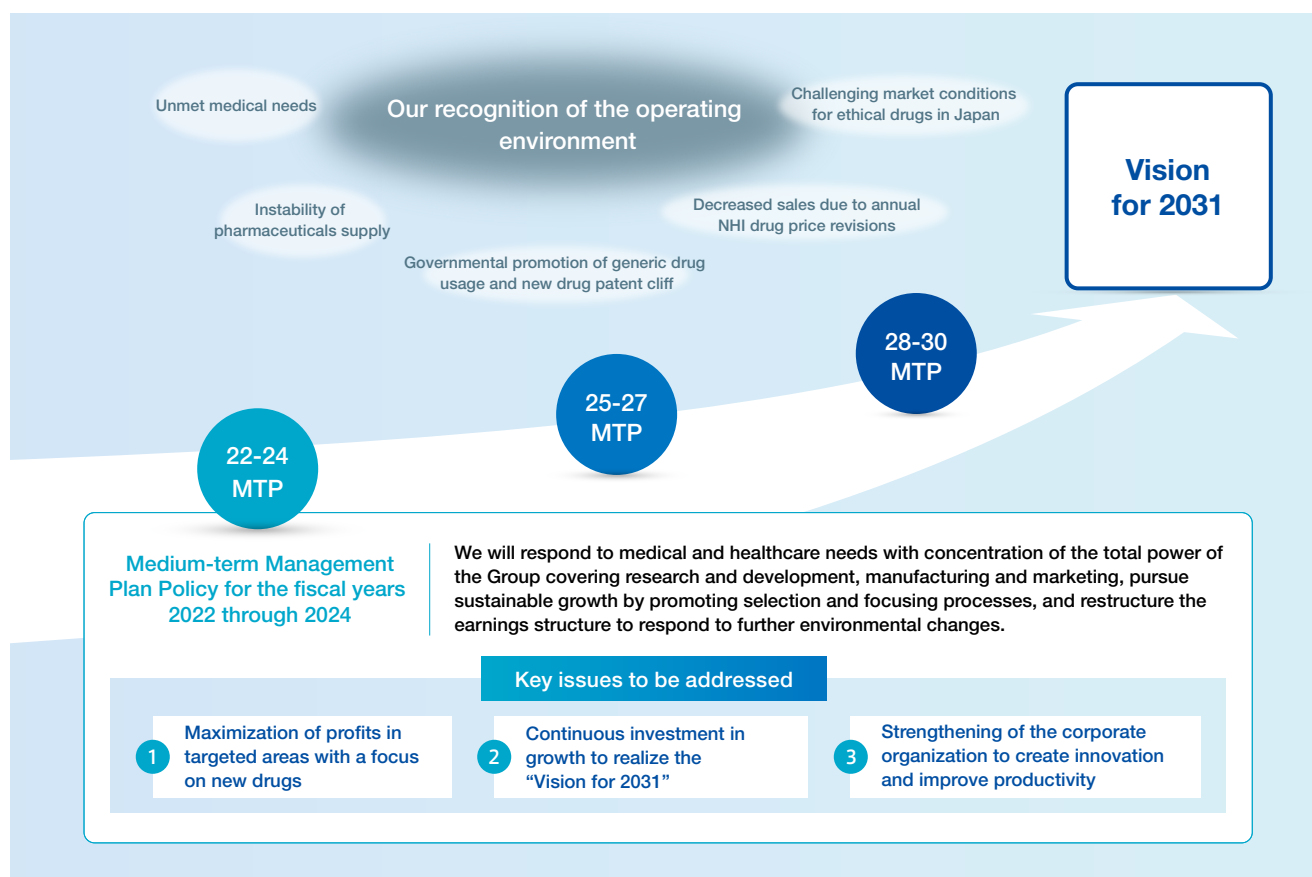 Our recognition of the operating
environment
Unmet medical needs
Challenging market conditions
for ethical drugs in Japan
Instability of
pharmaceuticals supply
Decreased sales due to annual
NHI drug price revisions
Governmental promotion of generic drug
usage and new drug patent cliff
Vision
for 2031
22-24
MTP
25-27
MTP
28-30
MTP
Medium-term Management
Plan Policy for the fiscal years
2022 through 2024
We will respond to medical and healthcare needs with concentration of the total power of
the Group covering research and development, manufacturing and marketing, pursue
sustainable growth by promoting selection and focusing processes, and restructure the
earnings structure to respond to further environmental changes.
Key issues to be addressed
1
Maximization of profits in
targeted areas with a focus
on new drugs
2
Continuous investment in
growth to realize the
“Vision for 2031”
3
Strengthening of the corporate
organization to create innovation
and improve productivity